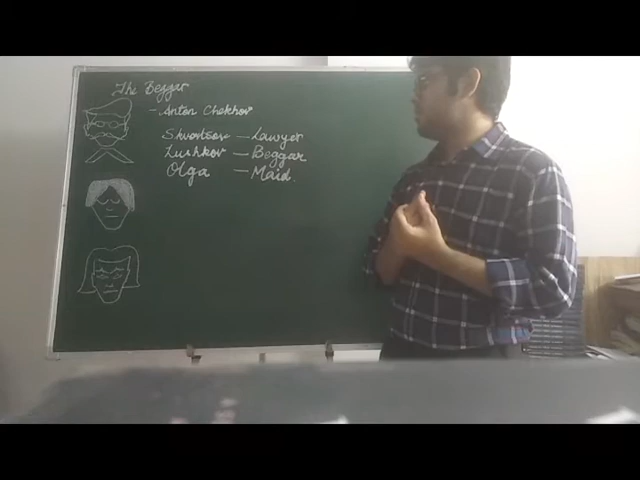 The Beggar
- Anton Chekhov
Skvortsov - Lawyer
Lushkov - Beggar
Olga - Maid.